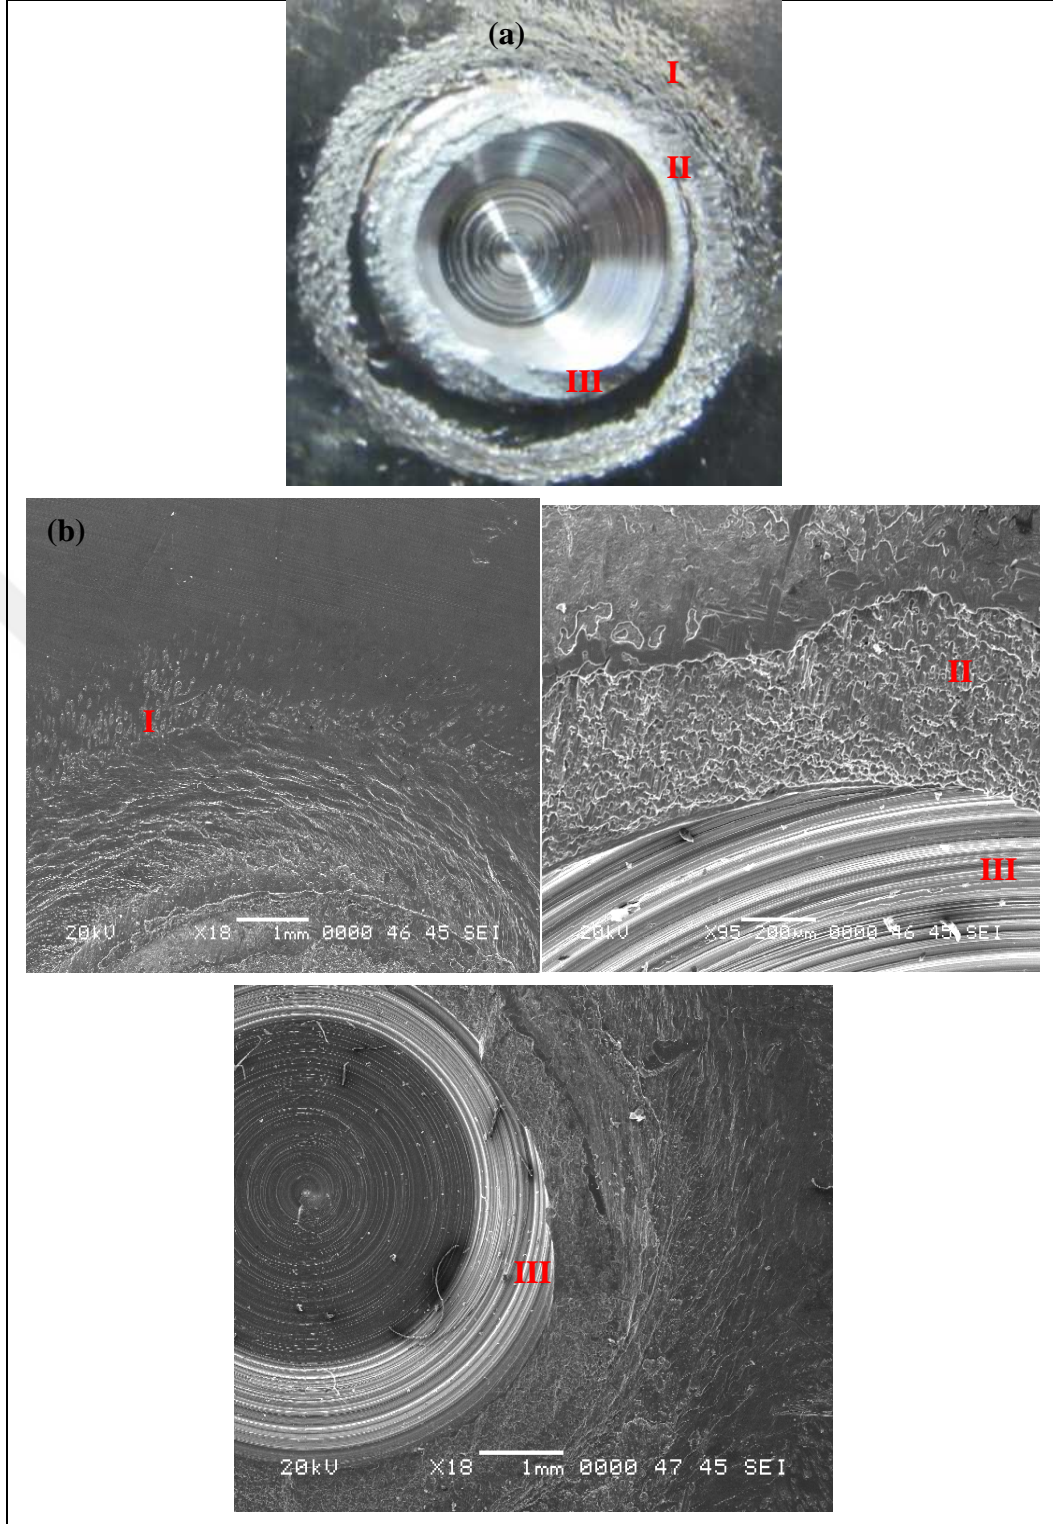 (a)
I
II
III
(b)
I
20kV X18 1mm 0000 46 45 SEI
II
III
20kV X95 200µm 0000 46 45 SEI
III
20kV X18 1mm 0000 47 45 SEI